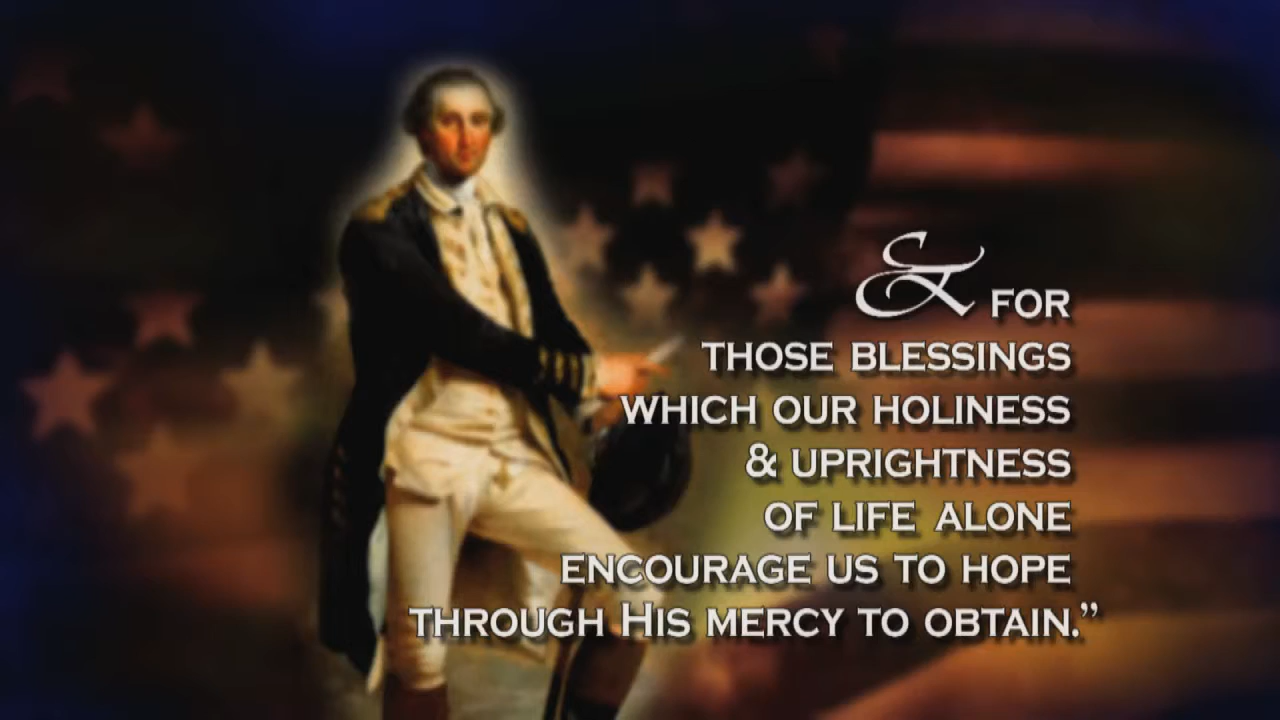 & FOR
THOSE BLESSINGS
WHICH OUR HOLINESS
& UPRIGHTNESS
OF LIFE ALONE
ENCOURAGE US TO HOPE
THROUGH HIS MERCY TO OBTAIN.”